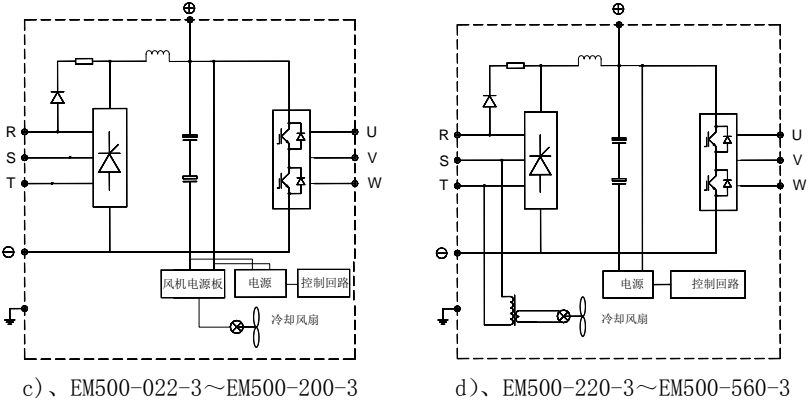 ⊕
R
S
T
U
V
W
⊖
风机电源板
电源
控制回路
冷却风扇
c)、EM500-022-3～EM500-200-3
⊕
R
S
T
U
V
W
⊖
电源
控制回路
冷却风扇
d)、EM500-220-3～EM500-560-3